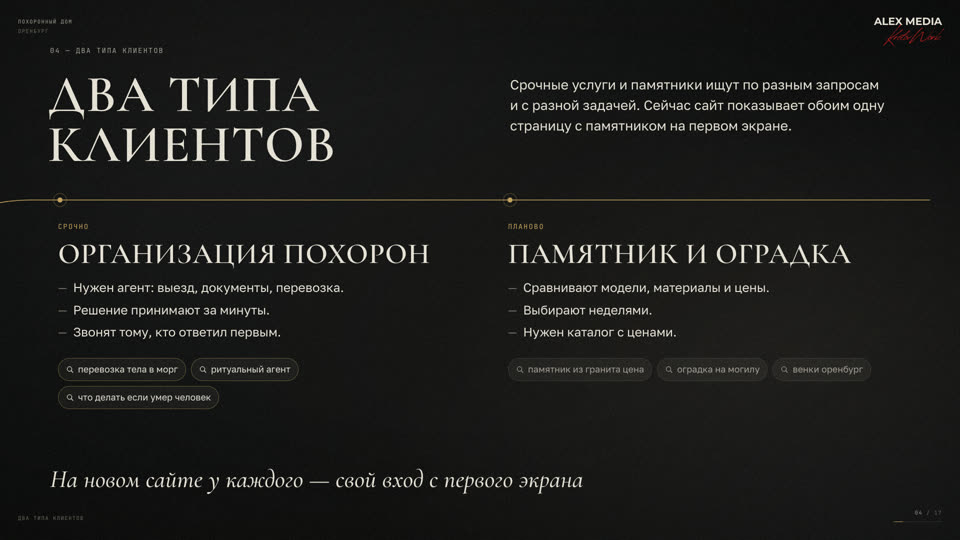 ПОХОРОННЫЙ ДОМ
ОРЕНБУРГ
ALEX MEDIA
04 — ДВА ТИПА КЛИЕНТОВ
ДВА ТИПА
КЛИЕНТОВ
Срочные услуги и памятники ищут по разным запросам
и с разной задачей. Сейчас сайт показывает обоим одну
страницу с памятником на первом экране.
СРОЧНО
ОРГАНИЗАЦИЯ ПОХОРОН
— Нужен агент: выезд, документы, перевозка.
— Решение принимают за минуты.
— Звонят тому, кто ответил первым.
перевозка тела в морг
ритуальный агент
что делать если умер человек
ПЛАНОВО
ПАМЯТНИК И ОГРАДКА
— Сравнивают модели, материалы и цены.
— Выбирают неделями.
— Нужен каталог с ценами.
памятник из гранита цена
оградка на могилу
венки оренбург
На новом сайте у каждого — свой вход с первого экрана
ДВА ТИПА КЛИЕНТОВ
04 / 17